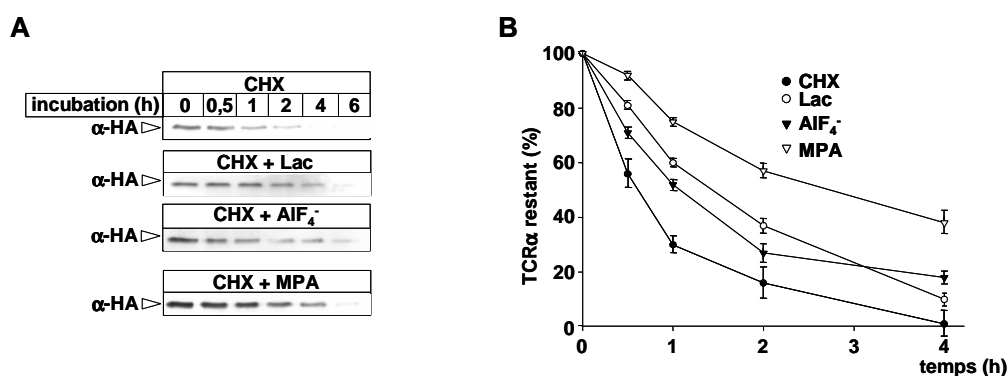 A
CHX
incubation (h) 0 0,5 1 2 4 6
α-HA
CHX + Lac
α-HA
CHX + AlF4-
α-HA
CHX + MPA
α-HA
B
TCRα restant (%)
100
80
60
40
20
0
0 1 2 3 4
temps (h)
CHX
Lac
AlF4-
MPA